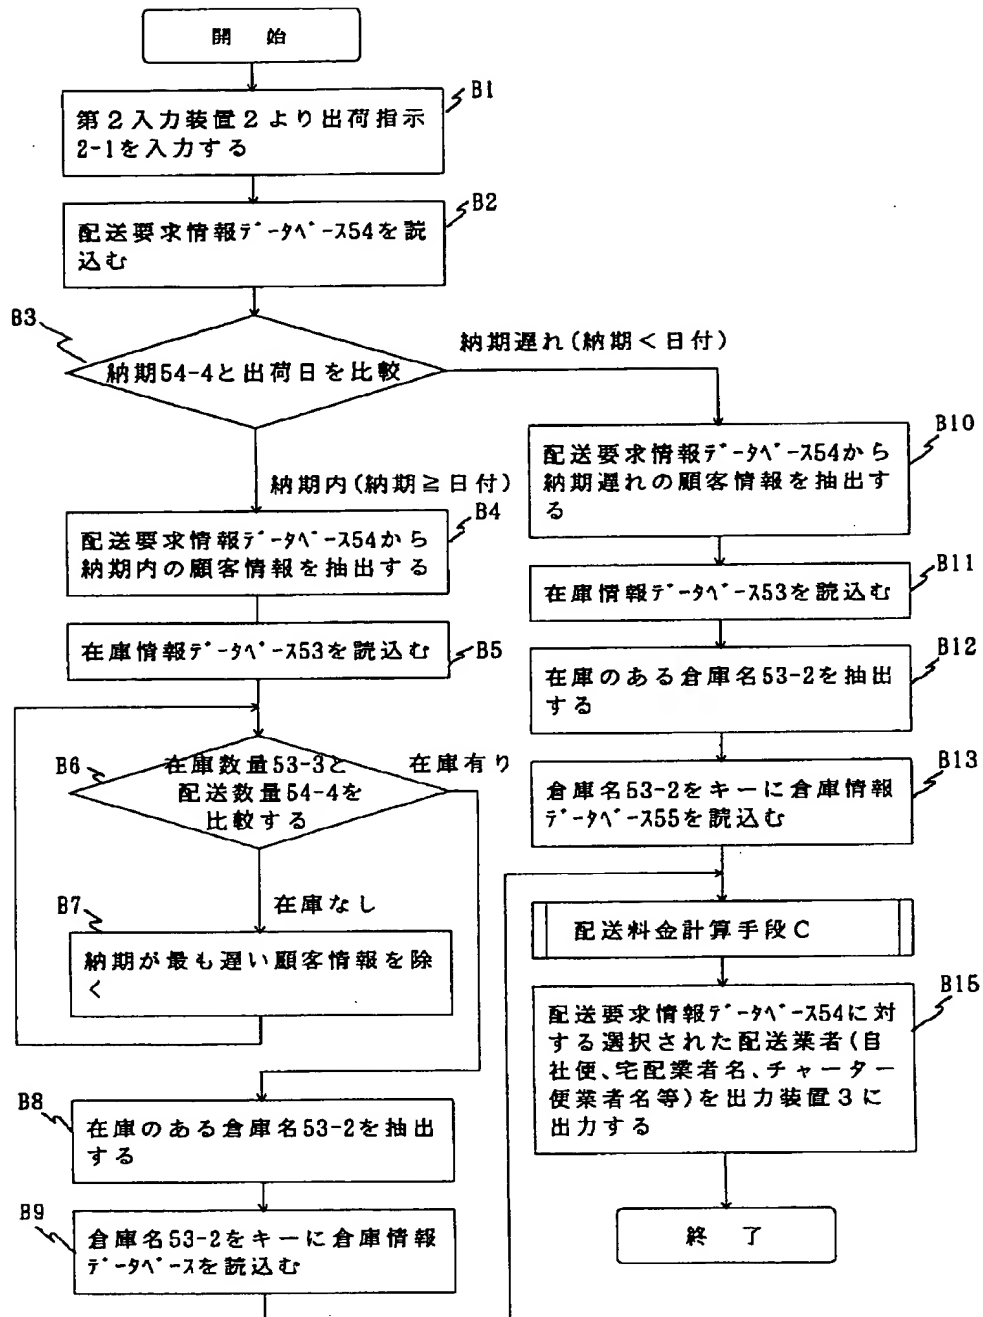 開 始
B1
第２入力装置２より出荷指示
2-1を入力する
B2
配送要求情報ﾃﾞｰﾀﾍﾞｰｽ54を読
込む
B3
納期54-4と出荷日を比較
納期遅れ(納期＜日付)
納期内(納期≧日付)
B4
配送要求情報ﾃﾞｰﾀﾍﾞｰｽ54から
納期内の顧客情報を抽出する
在庫情報ﾃﾞｰﾀﾍﾞｰｽ53を読込む
B5
B6
在庫数量53-3と
配送数量54-4を
比較する
在庫有り
在庫なし
B7
納期が最も遅い顧客情報を除
く
B8
在庫のある倉庫名53-2を抽出
する
B9
倉庫名53-2をキーに倉庫情報
ﾃﾞｰﾀﾍﾞｰｽを読込む
B10
配送要求情報ﾃﾞｰﾀﾍﾞｰｽ54から
納期遅れの顧客情報を抽出す
る
B11
在庫情報ﾃﾞｰﾀﾍﾞｰｽ53を読込む
B12
在庫のある倉庫名53-2を抽出
する
B13
倉庫名53-2をキーに倉庫情報
ﾃﾞｰﾀﾍﾞｰｽ55を読込む
配送料金計算手段Ｃ
B15
配送要求情報ﾃﾞｰﾀﾍﾞｰｽ54に対
する選択された配送業者(自
社便、宅配業者名、チャーター
便業者名等)を出力装置３に
出力する
終 了